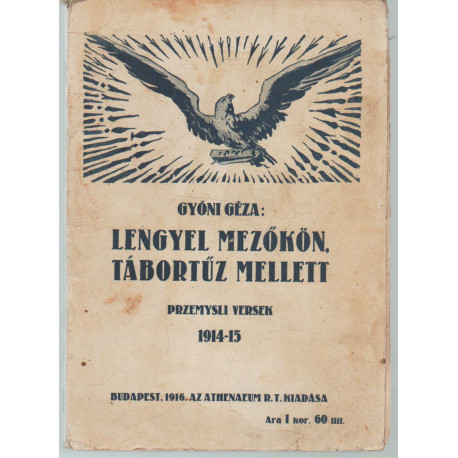 GYÓNI GÉZA:
LENGYEL MEZŐKÖN,
TÁBORTŰZ MELLETT
PRZEMYSLI VERSEK
1914-15
BUDAPEST, 1916. AZ ATHENAEUM R. T. KIADÁSA
Ara 1 kor. 60 fill.